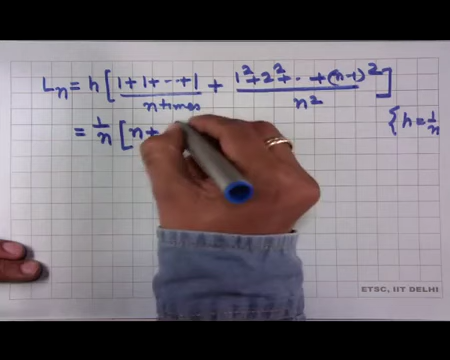 Lₙ = h [ 1+1+ --+1 / n times + 1²+2²+ -- +(n-1)² / n² ]
= 1/n [ n+ { h = 1/n
ETSC, IIT DELHI